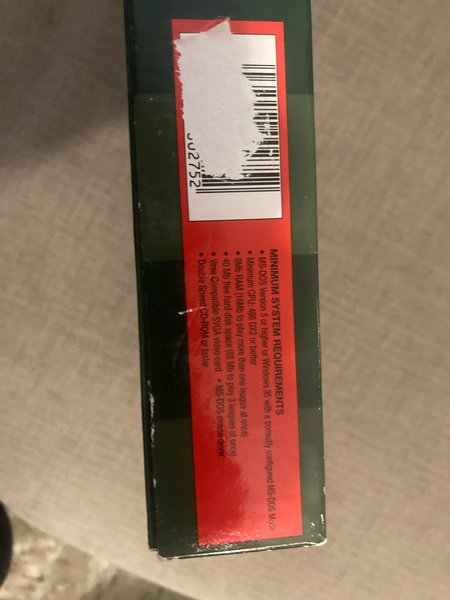 MINIMUM SYSTEM REQUIREMENTS
• MS-DOS Version 5 or higher or Windows 95 with a correctly configured MS-DOS Mode
• Minimum CPU: 486 DX2 or better
• 8Mb RAM (16Mb to play more than one league at once)
• 40 Mb free hard disk space (65 Mb to play 3 leagues at once)
• Vesa Compatible SVGA video card • MS-DOS mouse driver
• Double Speed CD-ROM or faster
002752